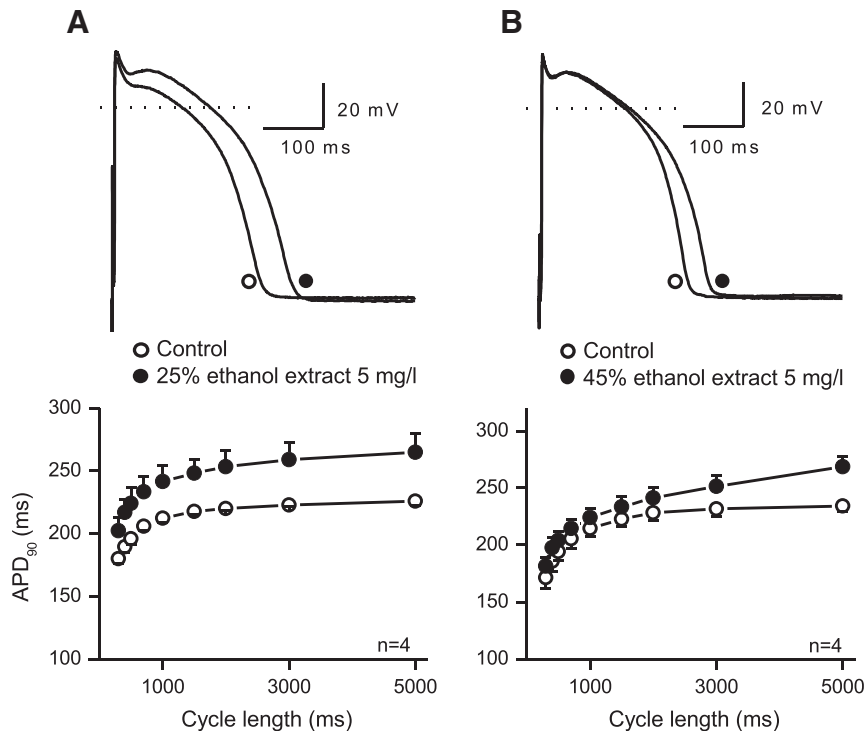 A
20 mV
100 ms
Control
25% ethanol extract 5 mg/l
300
250
200
150
100
APD90 (ms)
n=4
1000
3000
5000
Cycle length (ms)
B
20 mV
100 ms
Control
45% ethanol extract 5 mg/l
300
250
200
150
100
n=4
1000
3000
5000
Cycle length (ms)